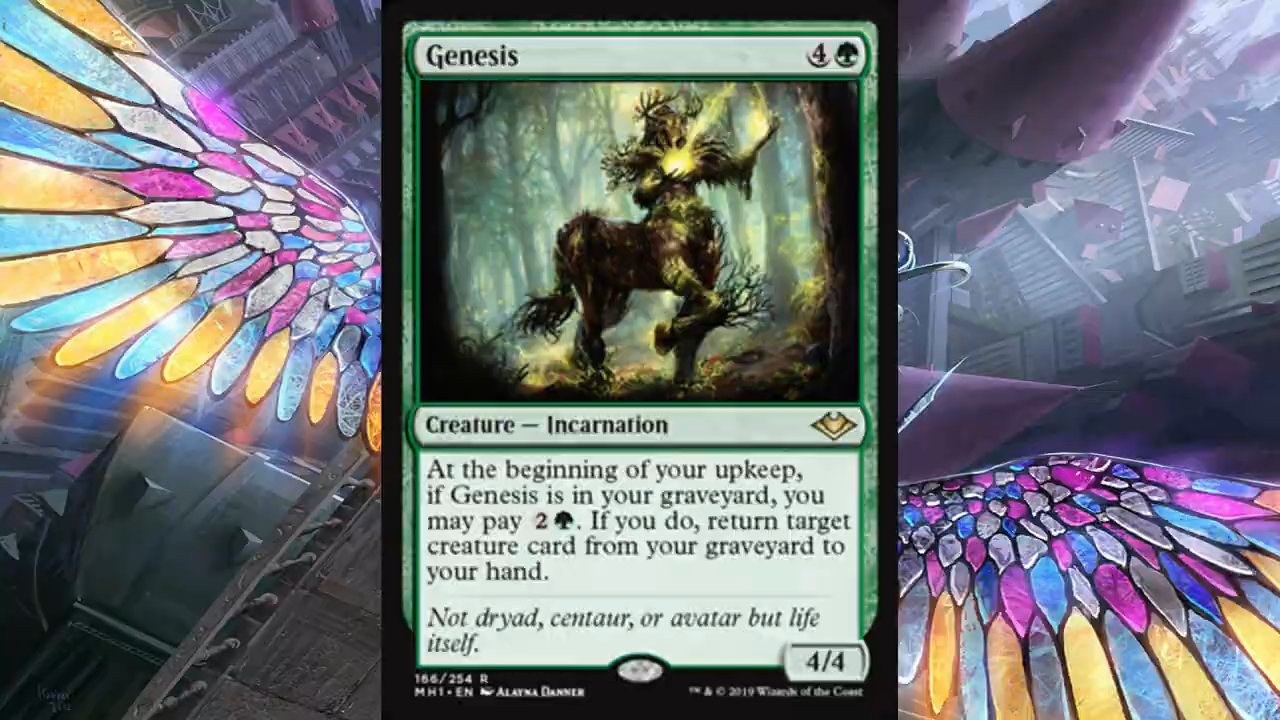 Genesis 4
Creature — Incarnation
At the beginning of your upkeep,
if Genesis is in your graveyard, you
may pay 2 . If you do, return target
creature card from your graveyard to
your hand.
Not dryad, centaur, or avatar but life
itself.
4/4
166/254 R
MH1 • EN Alayna Danner
™ & © 2019 Wizards of the Coast